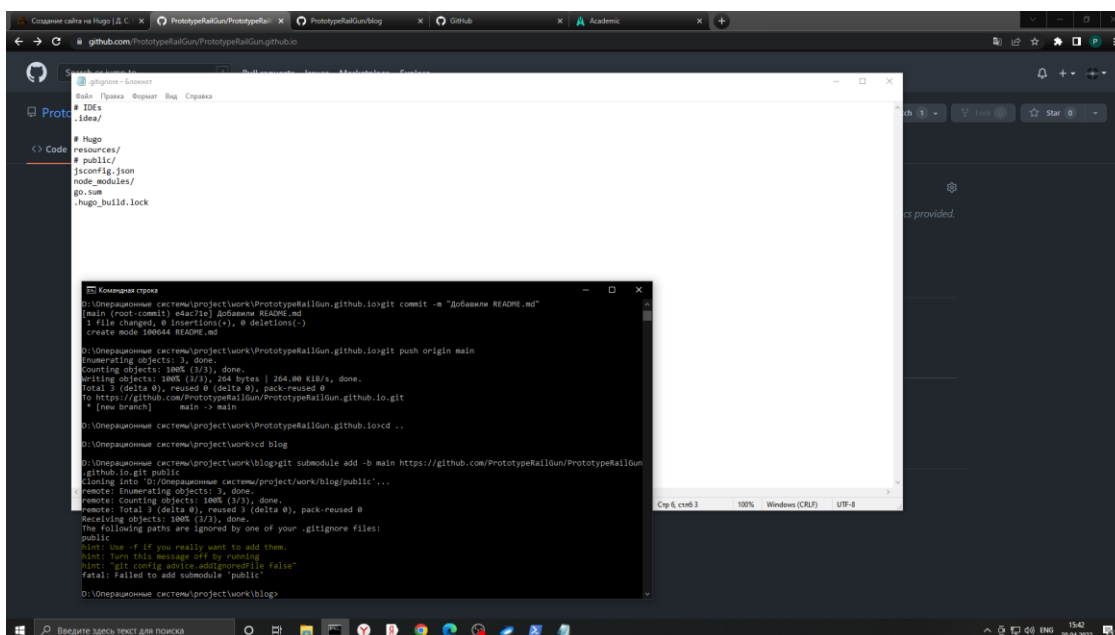 Создание сайта на Hugo | Д. С.
PrototypeRailGun/PrototypeRail
PrototypeRailGun/blog
GitHub
Academic
github.com/PrototypeRailGun/PrototypeRailGun.github.io
.gitignore – Блокнот
Файл Правка Формат Вид Справка
# IDEs
.idea/
# Hugo
resources/
# public/
jsconfig.json
node_modules/
go.sum
.hugo_build.lock
Proto
ch 1
Fork 0
Star 0
<> Code
cs provided.
Стр 6, стлб 3
100%
Windows (CRLF)
UTF-8
Командная строка
D:\Операционные системы\project\work\PrototypeRailGun.github.io>git commit -m "Добавили README.md"
[main (root-commit) e4ac71e] Добавили README.md
1 file changed, 0 insertions(+), 0 deletions(-)
create mode 100644 README.md
D:\Операционные системы\project\work\PrototypeRailGun.github.io>git push origin main
Enumerating objects: 3, done.
Counting objects: 100% (3/3), done.
Writing objects: 100% (3/3), 264 bytes | 264.00 KiB/s, done.
Total 3 (delta 0), reused 0 (delta 0), pack-reused 0
To https://github.com/PrototypeRailGun/PrototypeRailGun.github.io.git
* [new branch] main -> main
D:\Операционные системы\project\work\PrototypeRailGun.github.io>cd ..
D:\Операционные системы\project\work>cd blog
D:\Операционные системы\project\work\blog>git submodule add -b main https://github.com/PrototypeRailGun/PrototypeRailGun
.github.io.git public
Cloning into 'D:/Операционные системы/project/work/blog/public'...
remote: Enumerating objects: 3, done.
remote: Counting objects: 100% (3/3), done.
remote: Total 3 (delta 0), reused 3 (delta 0), pack-reused 0
Receiving objects: 100% (3/3), done.
The following paths are ignored by one of your .gitignore files:
public
hint: Use -f if you really want to add them.
hint: Turn this message off by running
hint: "git config advice.addIgnoredFile false"
fatal: Failed to add submodule 'public'
D:\Операционные системы\project\work\blog>
Введите здесь текст для поиска
ENG
15:42